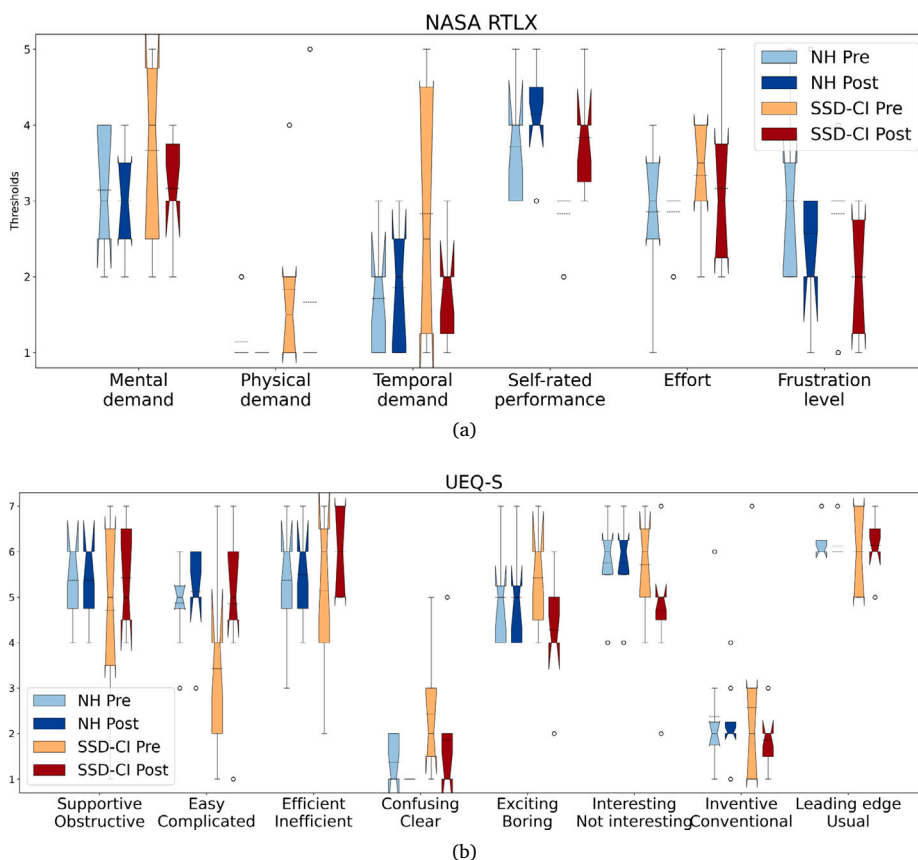 NASA RTLX
5
4
3
2
1
Thresholds
NH Pre
NH Post
SSD-CI Pre
SSD-CI Post
Mental
demand
Physical
demand
Temporal
demand
Self-rated
performance
Effort
Frustration
level
(a)
UEQ-S
7
6
5
4
3
2
1
NH Pre
NH Post
SSD-CI Pre
SSD-CI Post
Supportive
Obstructive
Easy
Complicated
Efficient
Inefficient
Confusing
Clear
Exciting
Boring
Interesting
Not interesting
Inventive
Conventional
Leading edge
Usual
(b)